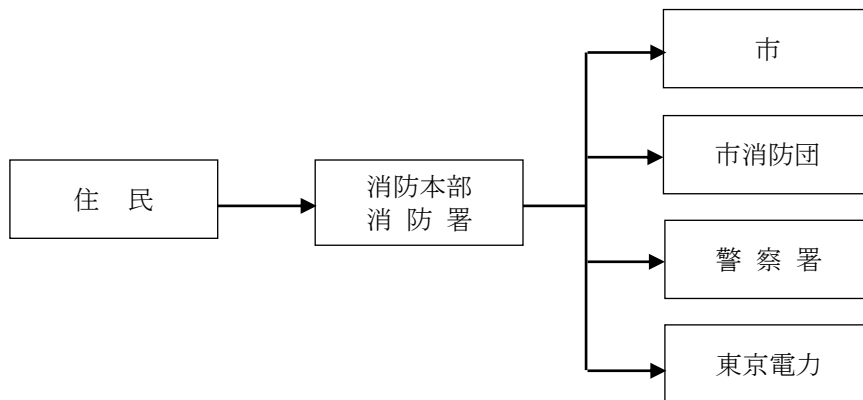 住　民
消防本部
消 防 署
市
市消防団
警 察 署
東京電力